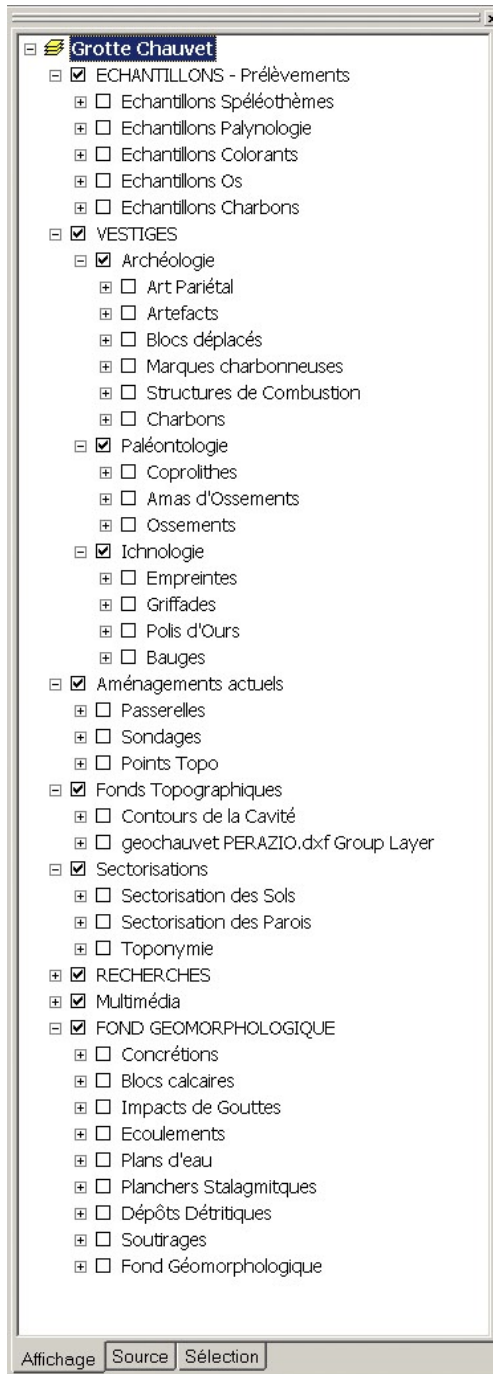 Grotte Chauvet
ECHANTILLONS - Prélèvements
Echantillons Spéléothèmes
Echantillons Palynologie
Echantillons Colorants
Echantillons Os
Echantillons Charbons
VESTIGES
Archéologie
Art Pariétal
Artefacts
Blocs déplacés
Marques charbonneuses
Structures de Combustion
Charbons
Paléontologie
Coprolithes
Amas d'Ossements
Ossements
Ichnologie
Empreintes
Griffades
Polis d'Ours
Bauges
Aménagements actuels
Passerelles
Sondages
Points Topo
Fonds Topographiques
Contours de la Cavité
geochauvet PERAZIO.dxf Group Layer
Sectorisations
Sectorisation des Sols
Sectorisation des Parois
Toponymie
RECHERCHES
Multimédia
FOND GEOMORPHOLOGIQUE
Concrétions
Blocs calcaires
Impacts de Gouttes
Ecoulements
Plans d'eau
Planchers Stalagmitques
Dépôts Détritiques
Soutirages
Fond Géomorphologique
Affichage Source Sélection